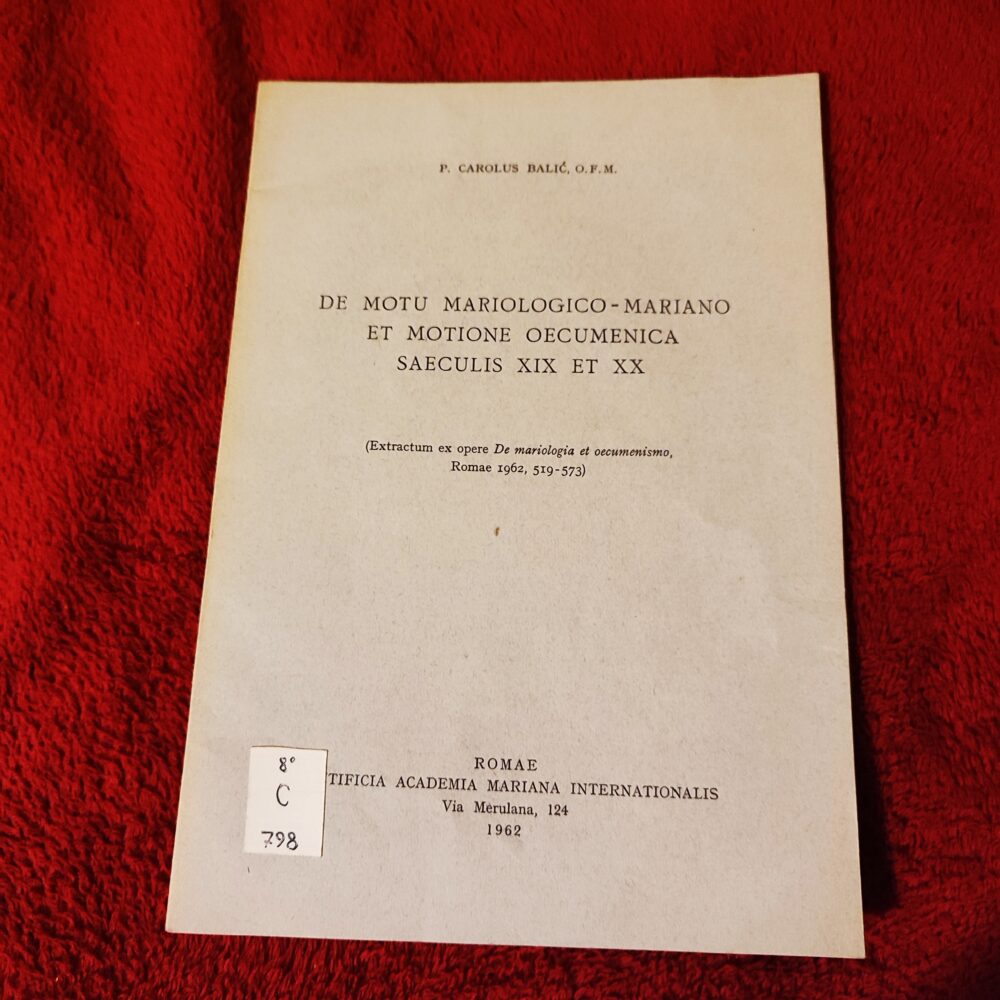 P. CAROLUS BALIĆ, O.F.M.
DE MOTU MARIOLOGICO-MARIANO
ET MOTIONE OECUMENICA
SAECULIS XIX ET XX
(Extractum ex opere De mariologia et oecumenismo,
Romae 1962, 519-573)
ROMAE
TIFICIA ACADEMIA MARIANA INTERNATIONALIS
Via Merulana, 124
1962
8°
C
798